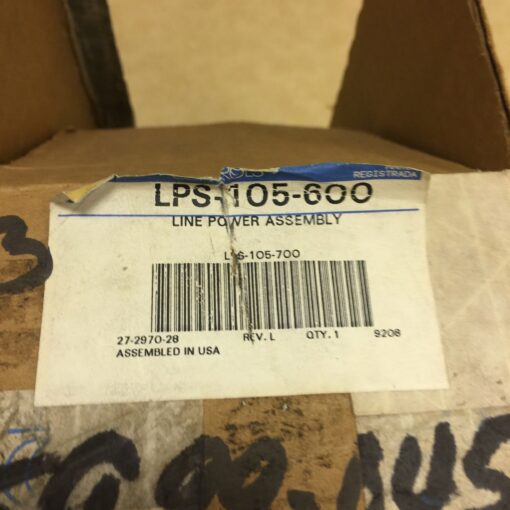 REGISTRADA
LPS-105-600
LINE POWER ASSEMBLY
LPS-105-700
27-2970-28 REV. L QTY. 1 9208
ASSEMBLED IN USA
3